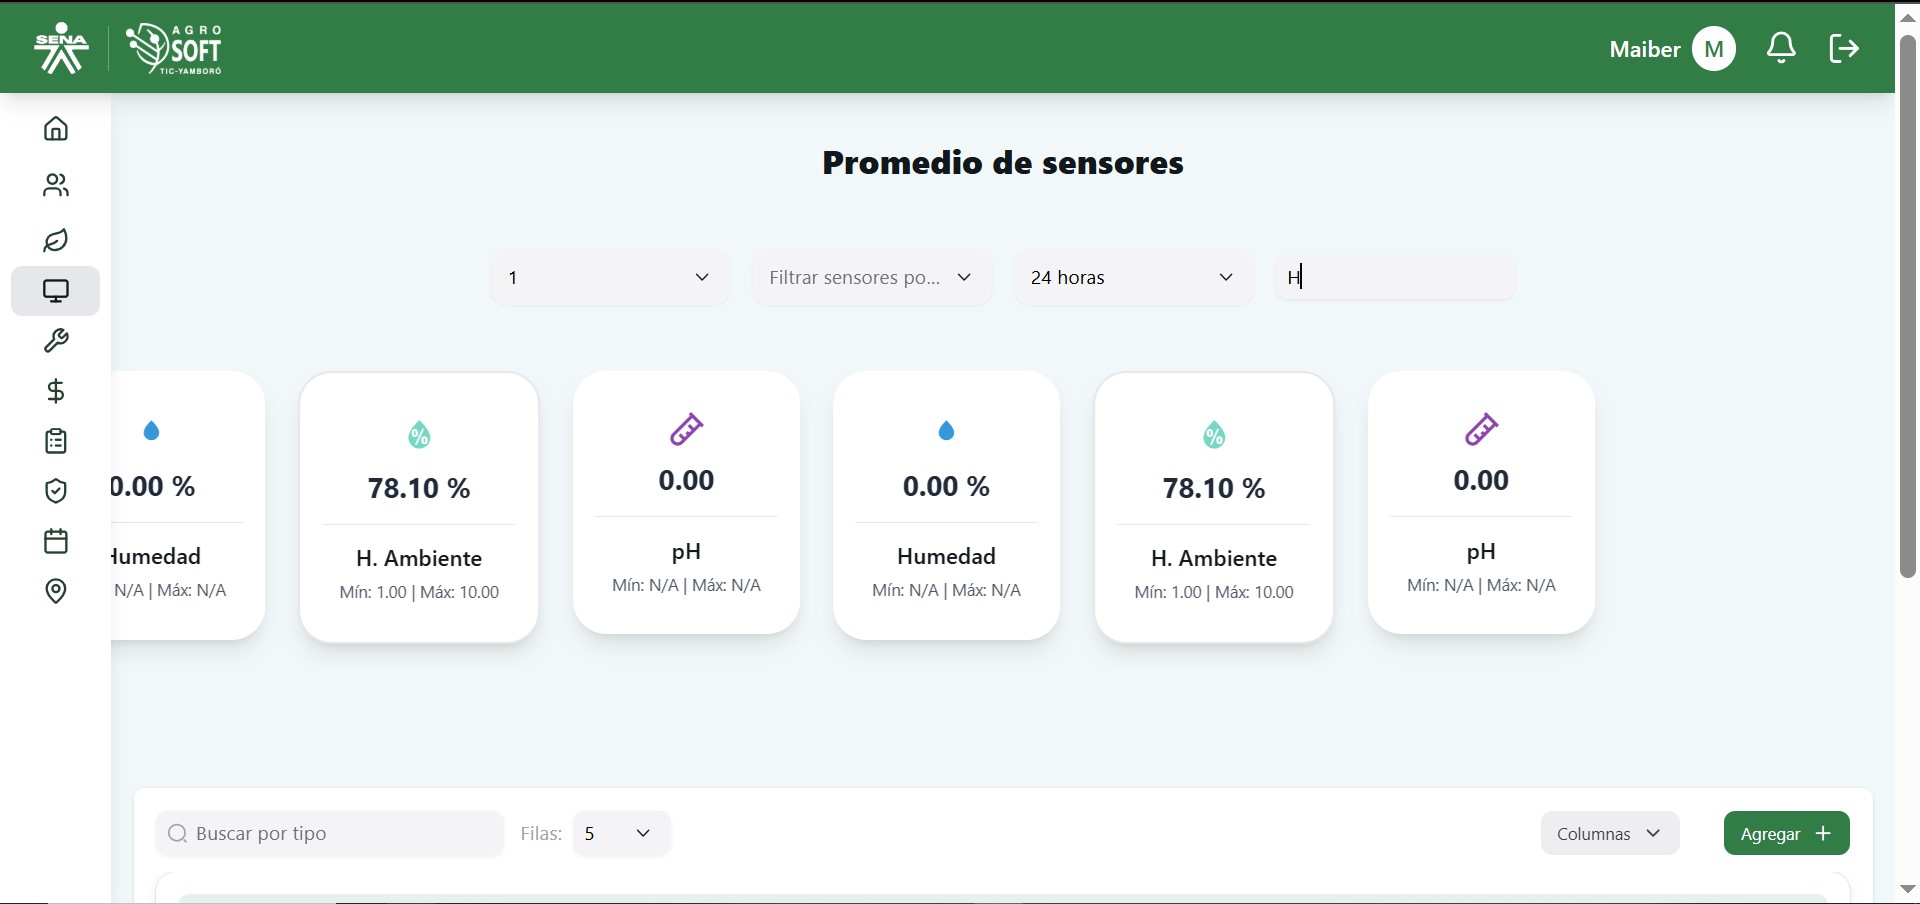 SENA
AGRO
SOFT
TIC-YAMBORÓ
Maiber
M
Promedio de sensores
1
Filtrar sensores po...
24 horas
H
0.00 %
Humedad
N/A | Máx: N/A
%
78.10 %
H. Ambiente
Mín: 1.00 | Máx: 10.00
0.00
pH
Mín: N/A | Máx: N/A
0.00 %
Humedad
Mín: N/A | Máx: N/A
%
78.10 %
H. Ambiente
Mín: 1.00 | Máx: 10.00
0.00
pH
Mín: N/A | Máx: N/A
Buscar por tipo
Filas:
5
Columnas
Agregar